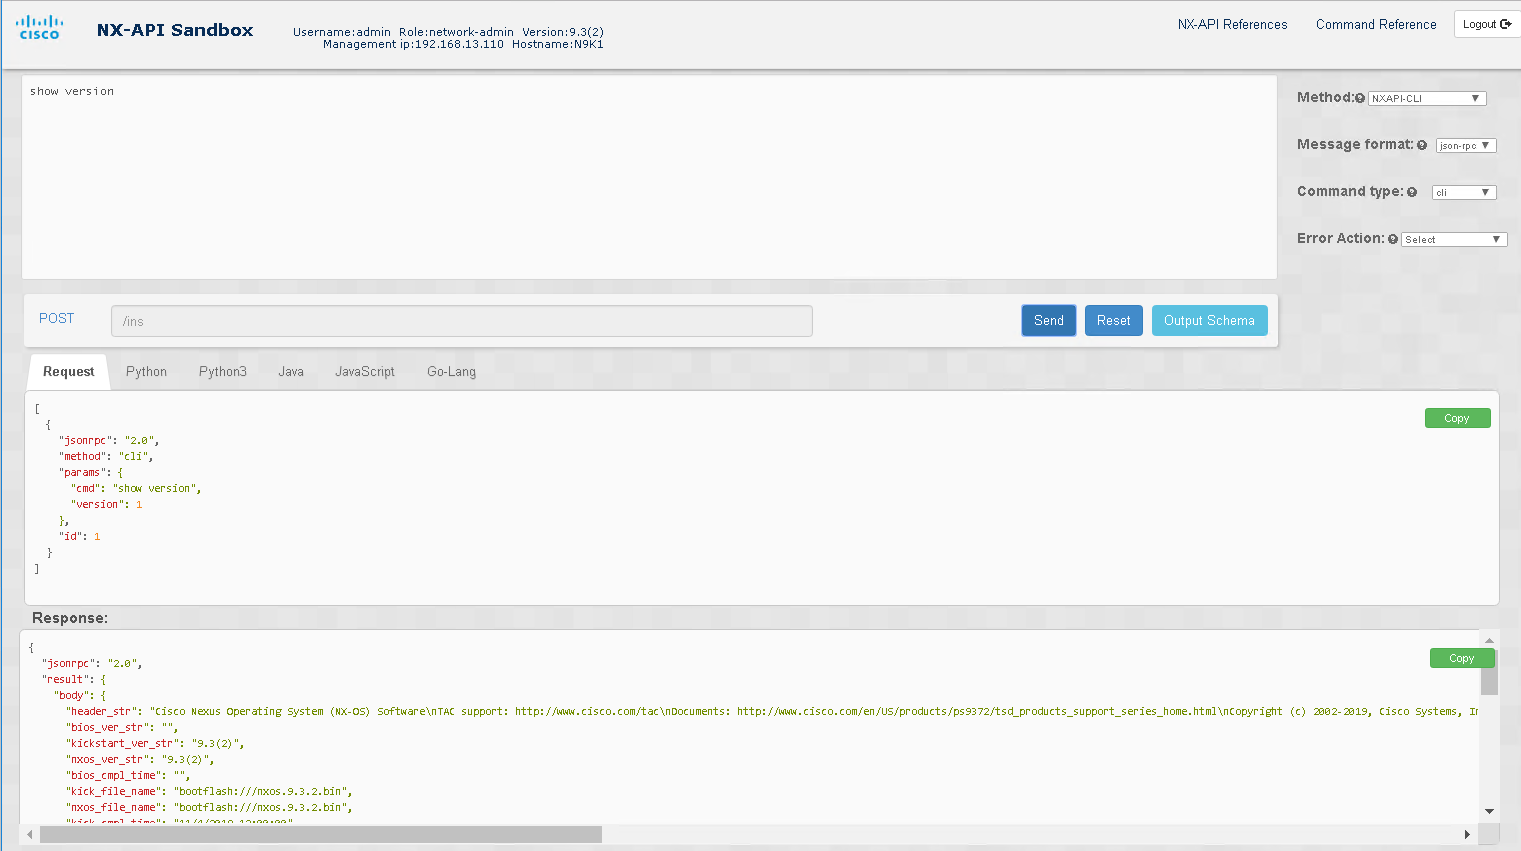 cisco
NX-API Sandbox
Username:admin Role:network-admin Version:9.3(2)
Management ip:192.168.13.110 Hostname:N9K1
NX-API References
Command Reference
Logout
show version
Method:
NXAPI-CLI
Message format:
json-rpc
Command type:
cli
Error Action:
Select
POST
/ins
Send
Reset
Output Schema
Request
Python
Python3
Java
JavaScript
Go-Lang
[
{
"jsonrpc": "2.0",
"method": "cli",
"params": {
"cmd": "show version",
"version": 1
},
"id": 1
}
]
Copy
Response:
{
"jsonrpc": "2.0",
"result": {
"body": {
"header_str": "Cisco Nexus Operating System (NX-OS) Software\nTAC support: http://www.cisco.com/tac\nDocuments: http://www.cisco.com/en/US/products/ps9372/tsd_products_support_series_home.html\nCopyright (c) 2002-2019, Cisco Systems, In
"bios_ver_str": "",
"kickstart_ver_str": "9.3(2)",
"nxos_ver_str": "9.3(2)",
"bios_cmpl_time": "",
"kick_file_name": "bootflash:///nxos.9.3.2.bin",
"nxos_file_name": "bootflash:///nxos.9.3.2.bin",
"kick_cmpl_time":
Copy